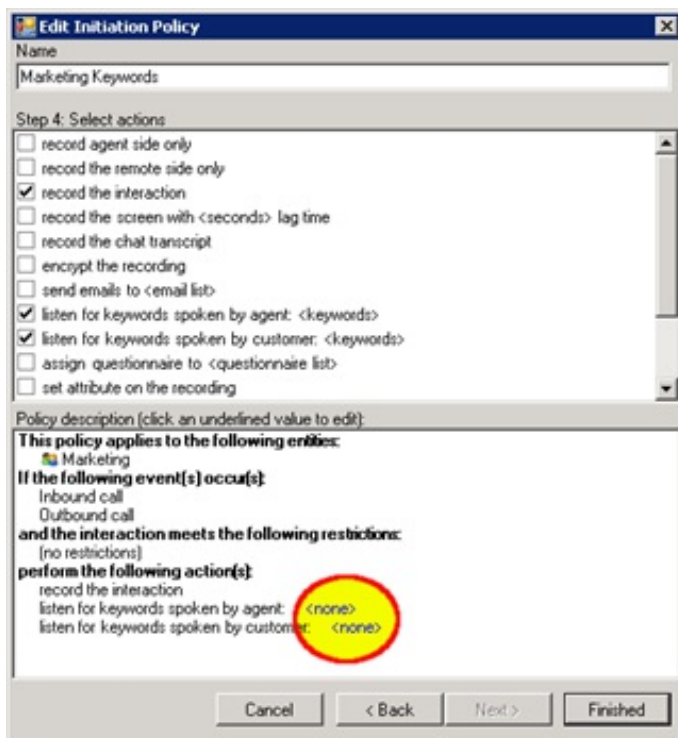 Edit Initiation Policy
Name
Marketing Keywords
Step 4: Select actions
record agent side only
record the remote side only
record the interaction
record the screen with <seconds> lag time
record the chat transcript
encrypt the recording
send emails to <email list>
listen for keywords spoken by agent: <keywords>
listen for keywords spoken by customer: <keywords>
assign questionnaire to <questionnaire list>
set attribute on the recording
Policy description (click an underlined value to edit):
This policy applies to the following entities:
Marketing
If the following event(s) occur(s):
Inbound call
Outbound call
and the interaction meets the following restrictions:
(no restrictions)
perform the following action(s):
record the interaction
listen for keywords spoken by agent: <none>
listen for keywords spoken by customer: <none>
Cancel < Back Next > Finished